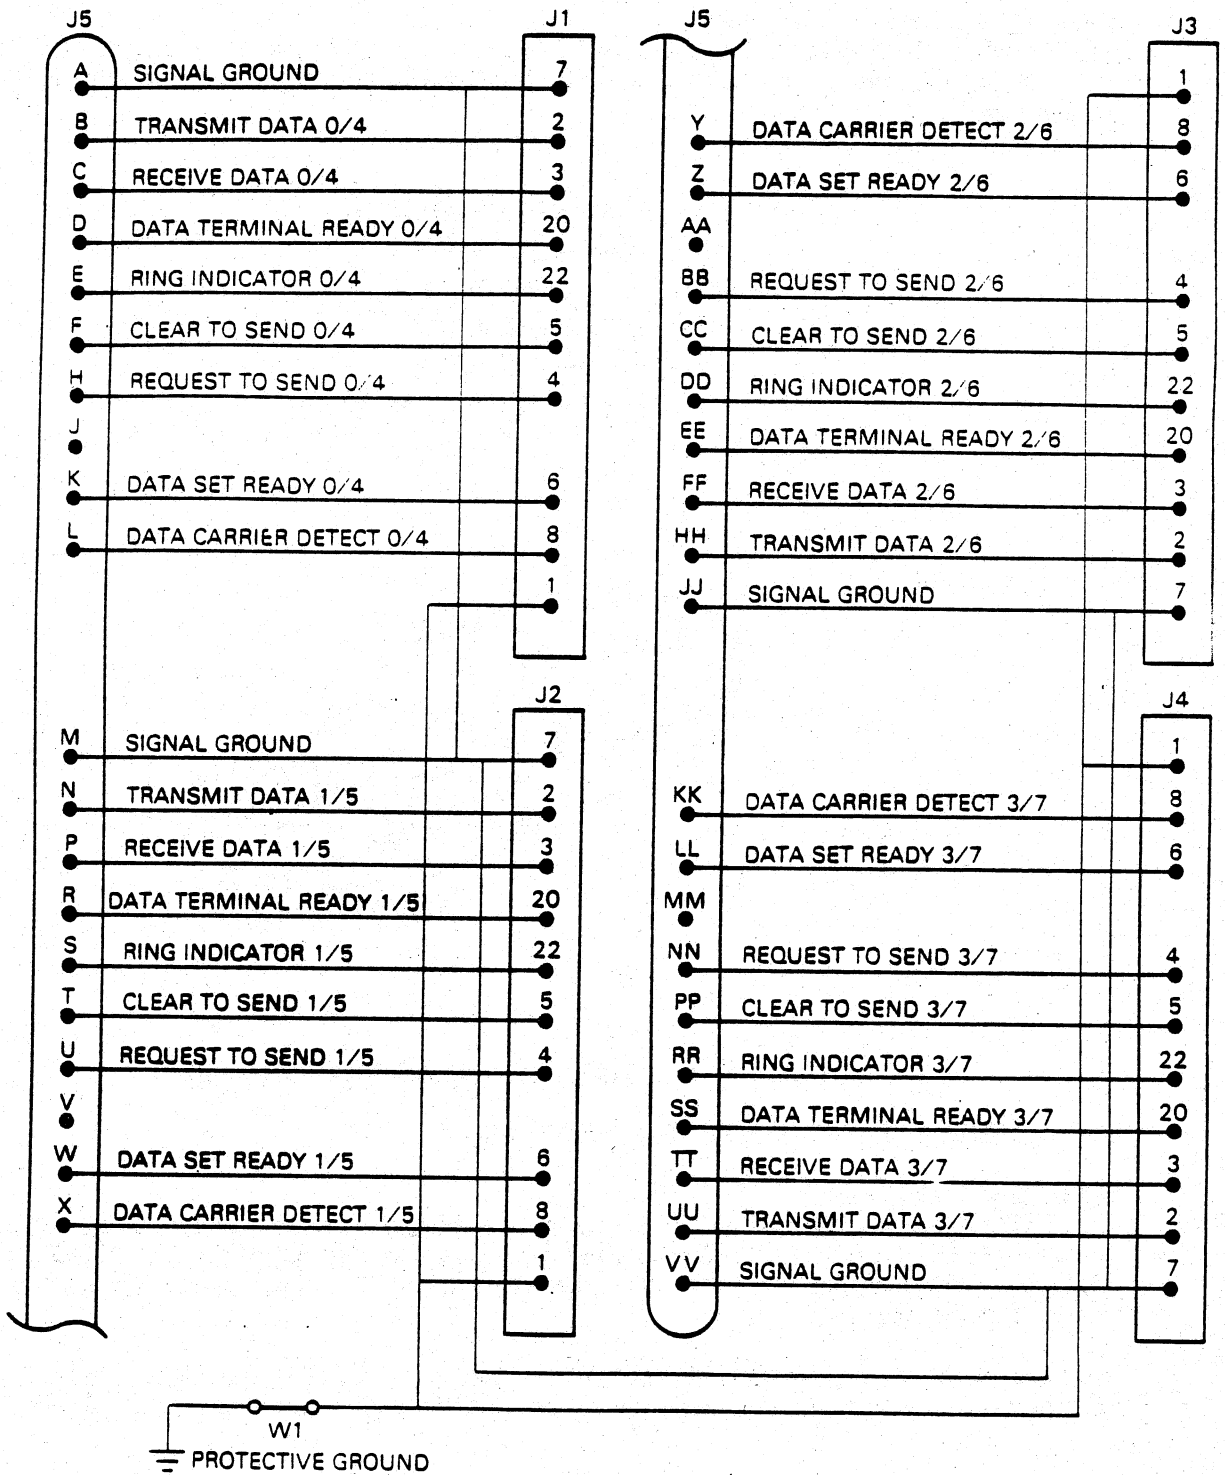 J5 J1
A SIGNAL GROUND 7
B TRANSMIT DATA 0/4 2
C RECEIVE DATA 0/4 3
D DATA TERMINAL READY 0/4 20
E RING INDICATOR 0/4 22
F CLEAR TO SEND 0/4 5
H REQUEST TO SEND 0/4 4
J
K DATA SET READY 0/4 6
L DATA CARRIER DETECT 0/4 8
1
J2
M SIGNAL GROUND 7
N TRANSMIT DATA 1/5 2
P RECEIVE DATA 1/5 3
R DATA TERMINAL READY 1/5 20
S RING INDICATOR 1/5 22
T CLEAR TO SEND 1/5 5
U REQUEST TO SEND 1/5 4
V
W DATA SET READY 1/5 6
X DATA CARRIER DETECT 1/5 8
1
W1
PROTECTIVE GROUND
J5 J3
1
Y DATA CARRIER DETECT 2/6 8
Z DATA SET READY 2/6 6
AA
BB REQUEST TO SEND 2/6 4
CC CLEAR TO SEND 2/6 5
DD RING INDICATOR 2/6 22
EE DATA TERMINAL READY 2/6 20
FF RECEIVE DATA 2/6 3
HH TRANSMIT DATA 2/6 2
JJ SIGNAL GROUND 7
J4
1
KK DATA CARRIER DETECT 3/7 8
LL DATA SET READY 3/7 6
MM
NN REQUEST TO SEND 3/7 4
PP CLEAR TO SEND 3/7 5
RR RING INDICATOR 3/7 22
SS DATA TERMINAL READY 3/7 20
TT RECEIVE DATA 3/7 3
UU TRANSMIT DATA 3/7 2
VV SIGNAL GROUND 7